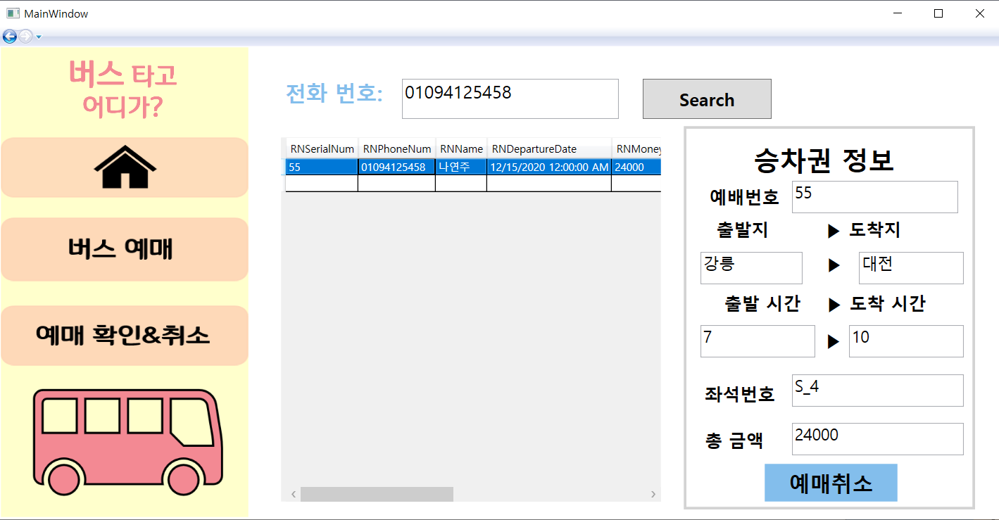 MainWindow
버스 타고
어디가?
버스 예매
예매 확인&취소
전화 번호: 01094125458 Search
RNSerialNum RNPhoneNum RNName RNDepartureDate RNMoney
55 01094125458 나연주 12/15/2020 12:00:00 AM 24000
승차권 정보
예배번호 55
출발지 ▶ 도착지
강릉 ▶ 대전
출발 시간 ▶ 도착 시간
7 ▶ 10
좌석번호 S_4
총 금액 24000
예매취소